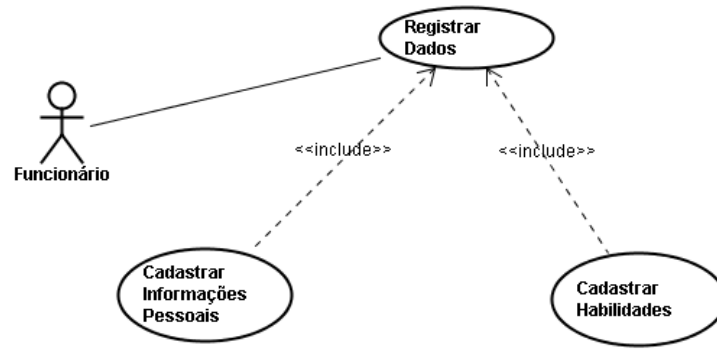 Registrar
Dados
<<include>>
<<include>>
Funcionário
Cadastrar
Informações
Pessoais
Cadastrar
Habilidades